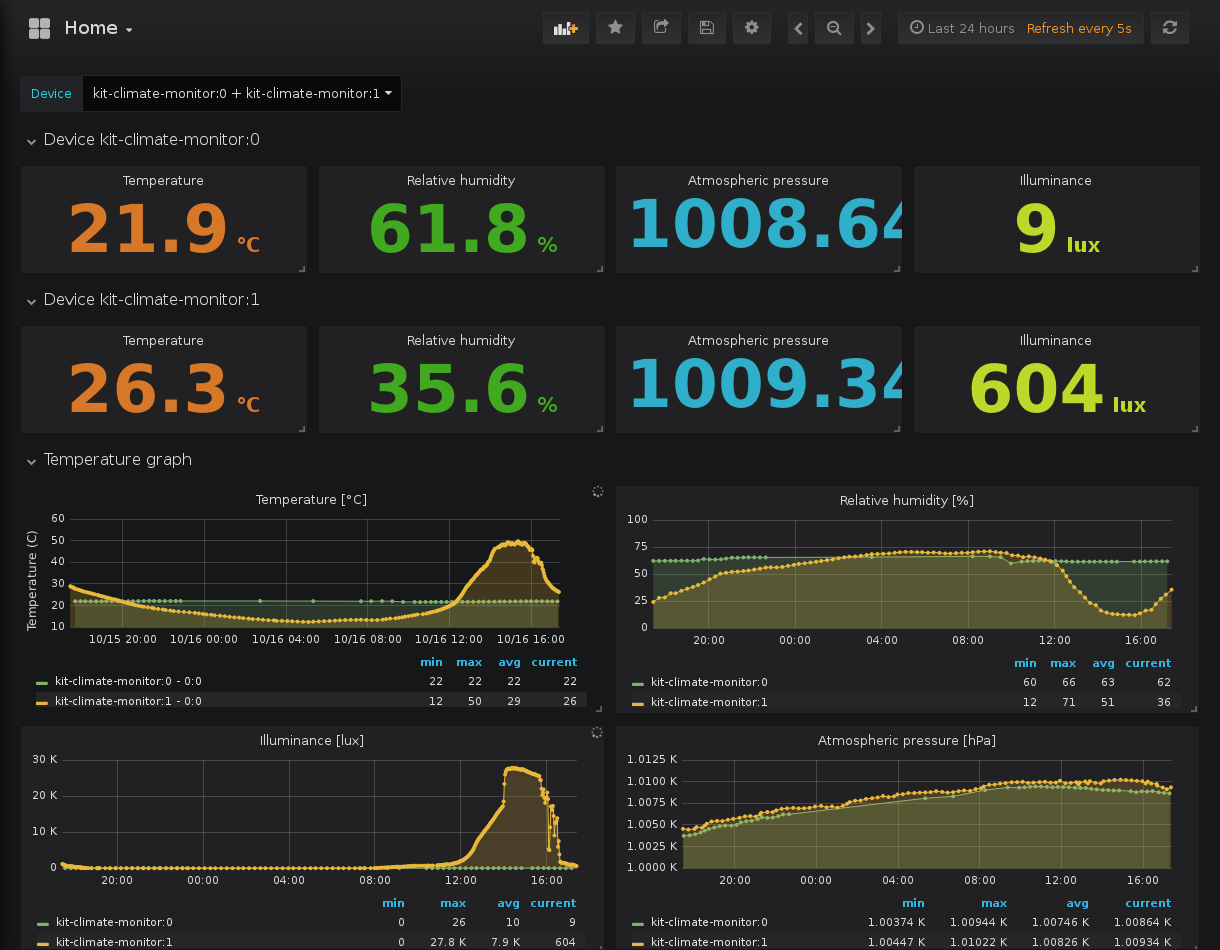 Home
Last 24 hours Refresh every 5s
Device kit-climate-monitor:0 + kit-climate-monitor:1
Device kit-climate-monitor:0
Temperature Relative humidity Atmospheric pressure Illuminance
21.9 °C 61.8 % 1008.64 9 lux
Device kit-climate-monitor:1
Temperature Relative humidity Atmospheric pressure Illuminance
26.3 °C 35.6 % 1009.34 604 lux
Temperature graph
Temperature [°C]
Temperature (C)
60
50
40
30
20
10
10/15 20:00 10/16 00:00 10/16 04:00 10/16 08:00 10/16 12:00 10/16 16:00
min max avg current
kit-climate-monitor:0 - 0:0 22 22 22 22
kit-climate-monitor:1 - 0:0 12 50 29 26
Relative humidity [%]
100
75
50
25
0
20:00 00:00 04:00 08:00 12:00 16:00
min max avg current
kit-climate-monitor:0 60 66 63 62
kit-climate-monitor:1 12 71 51 36
Illuminance [lux]
30 K
20 K
10 K
0
20:00 00:00 04:00 08:00 12:00 16:00
min max avg current
kit-climate-monitor:0 0 26 10 9
kit-climate-monitor:1 0 27.8 K 7.9 K 604
Atmospheric pressure [hPa]
1.0125 K
1.0100 K
1.0075 K
1.0050 K
1.0025 K
1.0000 K
20:00 00:00 04:00 08:00 12:00 16:00
min max avg current
kit-climate-monitor:0 1.00374 K 1.00944 K 1.00746 K 1.00864 K
kit-climate-monitor:1 1.00447 K 1.01022 K 1.00826 K 1.00934 K